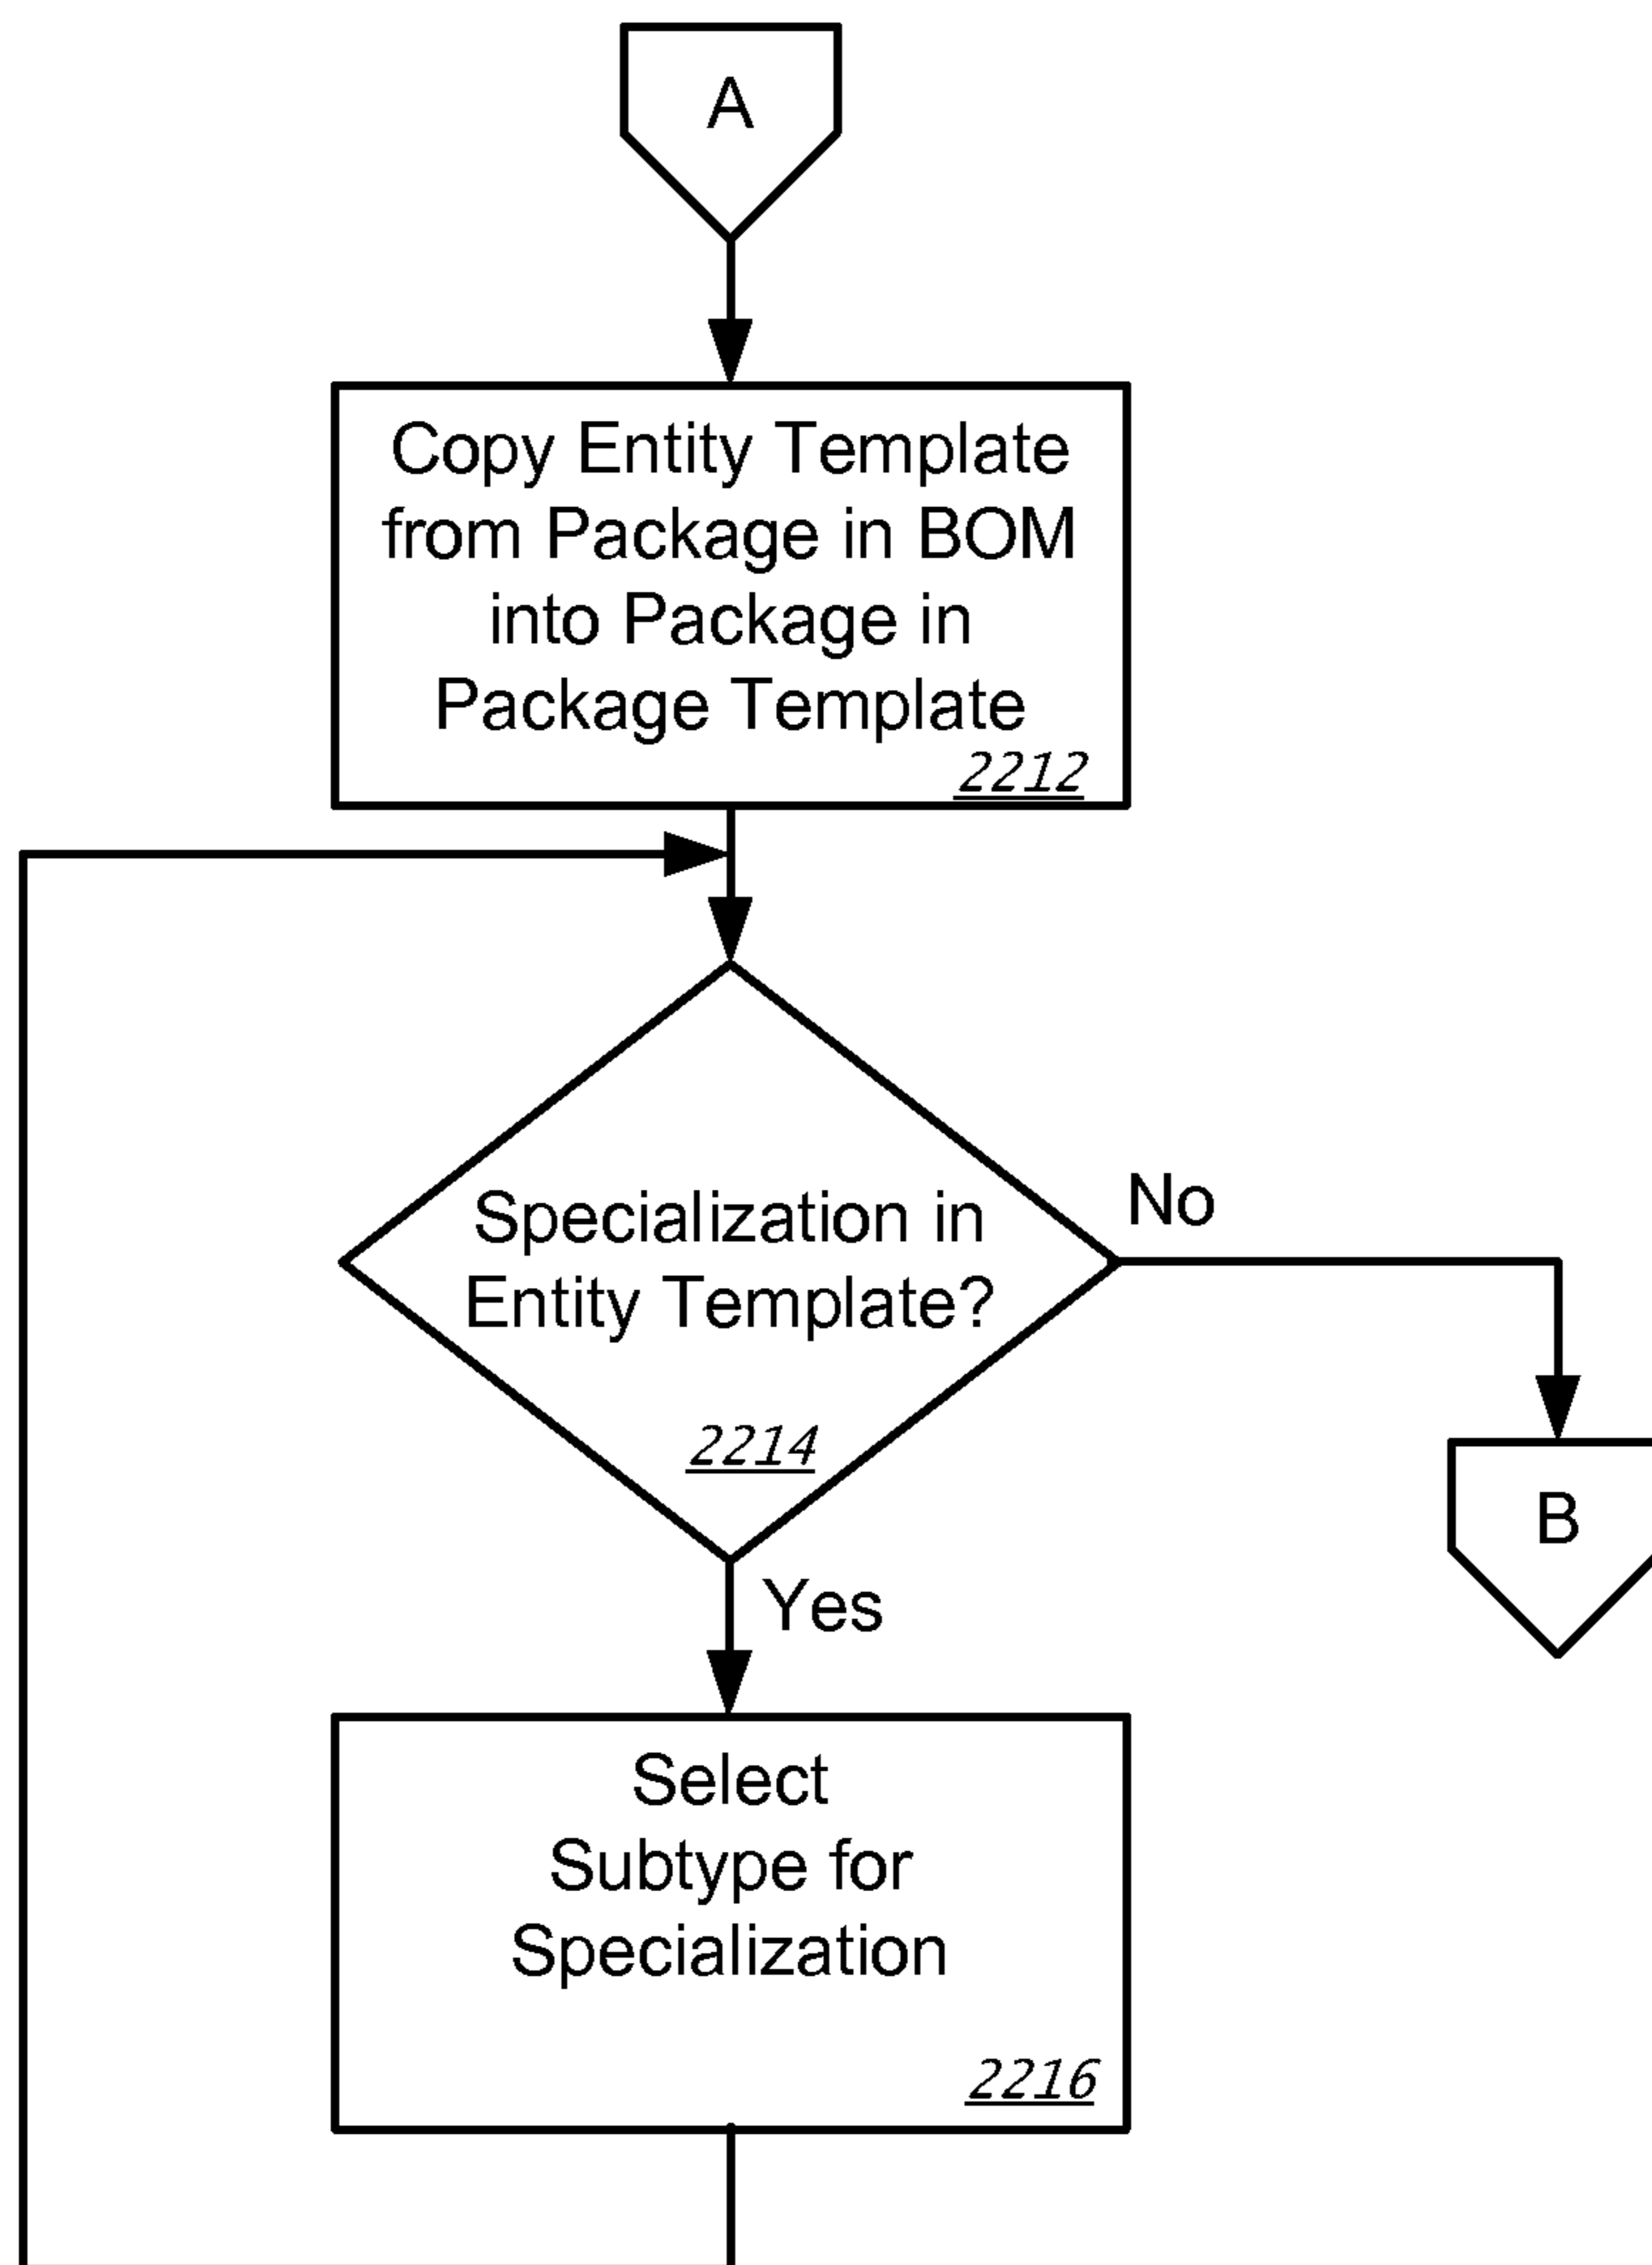 A
Copy Entity Template
from Package in BOM
into Package in
Package Template
2212
Specialization in
Entity Template?
2214
No
B
Yes
Select
Subtype for
Specialization
2216